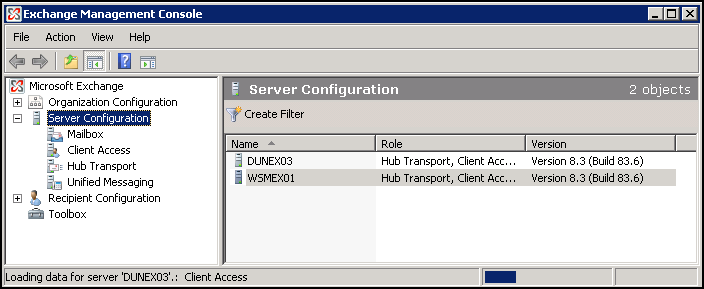 Exchange Management Console
File Action View Help
Microsoft Exchange
Organization Configuration
Server Configuration
Mailbox
Client Access
Hub Transport
Unified Messaging
Recipient Configuration
Toolbox
Server Configuration 2 objects
Create Filter
Name Role Version
DUNEX03 Hub Transport, Client Acc... Version 8.3 (Build 83.6)
WSMEX01 Hub Transport, Client Acc... Version 8.3 (Build 83.6)
Loading data for server 'DUNEX03'.: Client Access